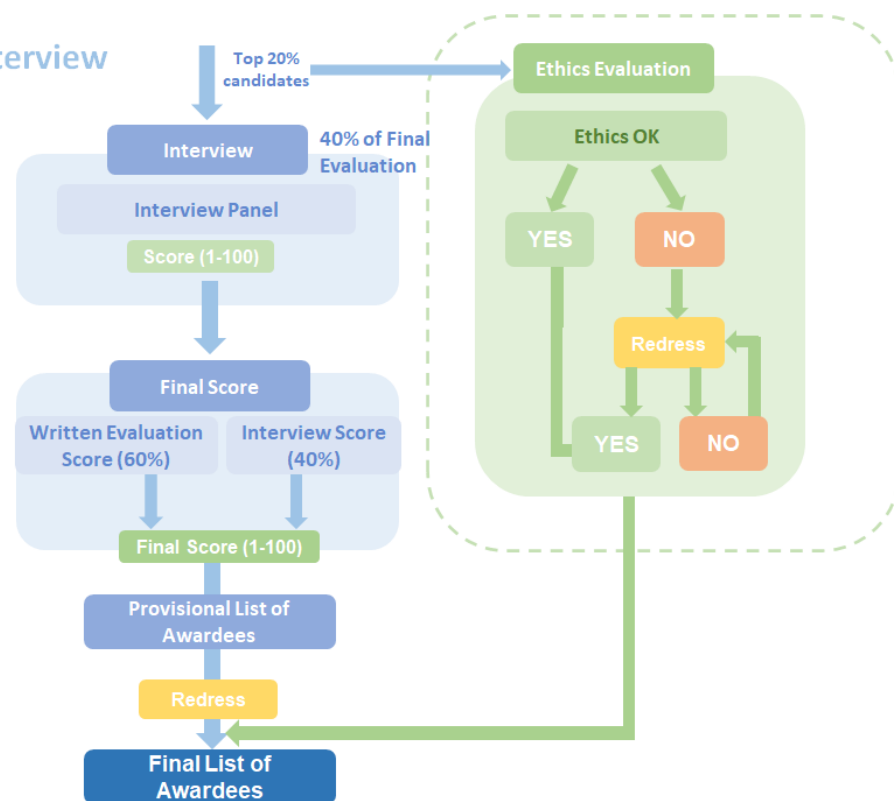 terview
Top 20%
candidates
Interview
40% of Final
Evaluation
Interview Panel
Score (1-100)
Final Score
Written Evaluation
Score (60%)
Interview Score
(40%)
Final Score (1-100)
Provisional List of
Awardees
Redress
Final List of
Awardees
Ethics Evaluation
Ethics OK
YES
NO
Redress
YES
NO